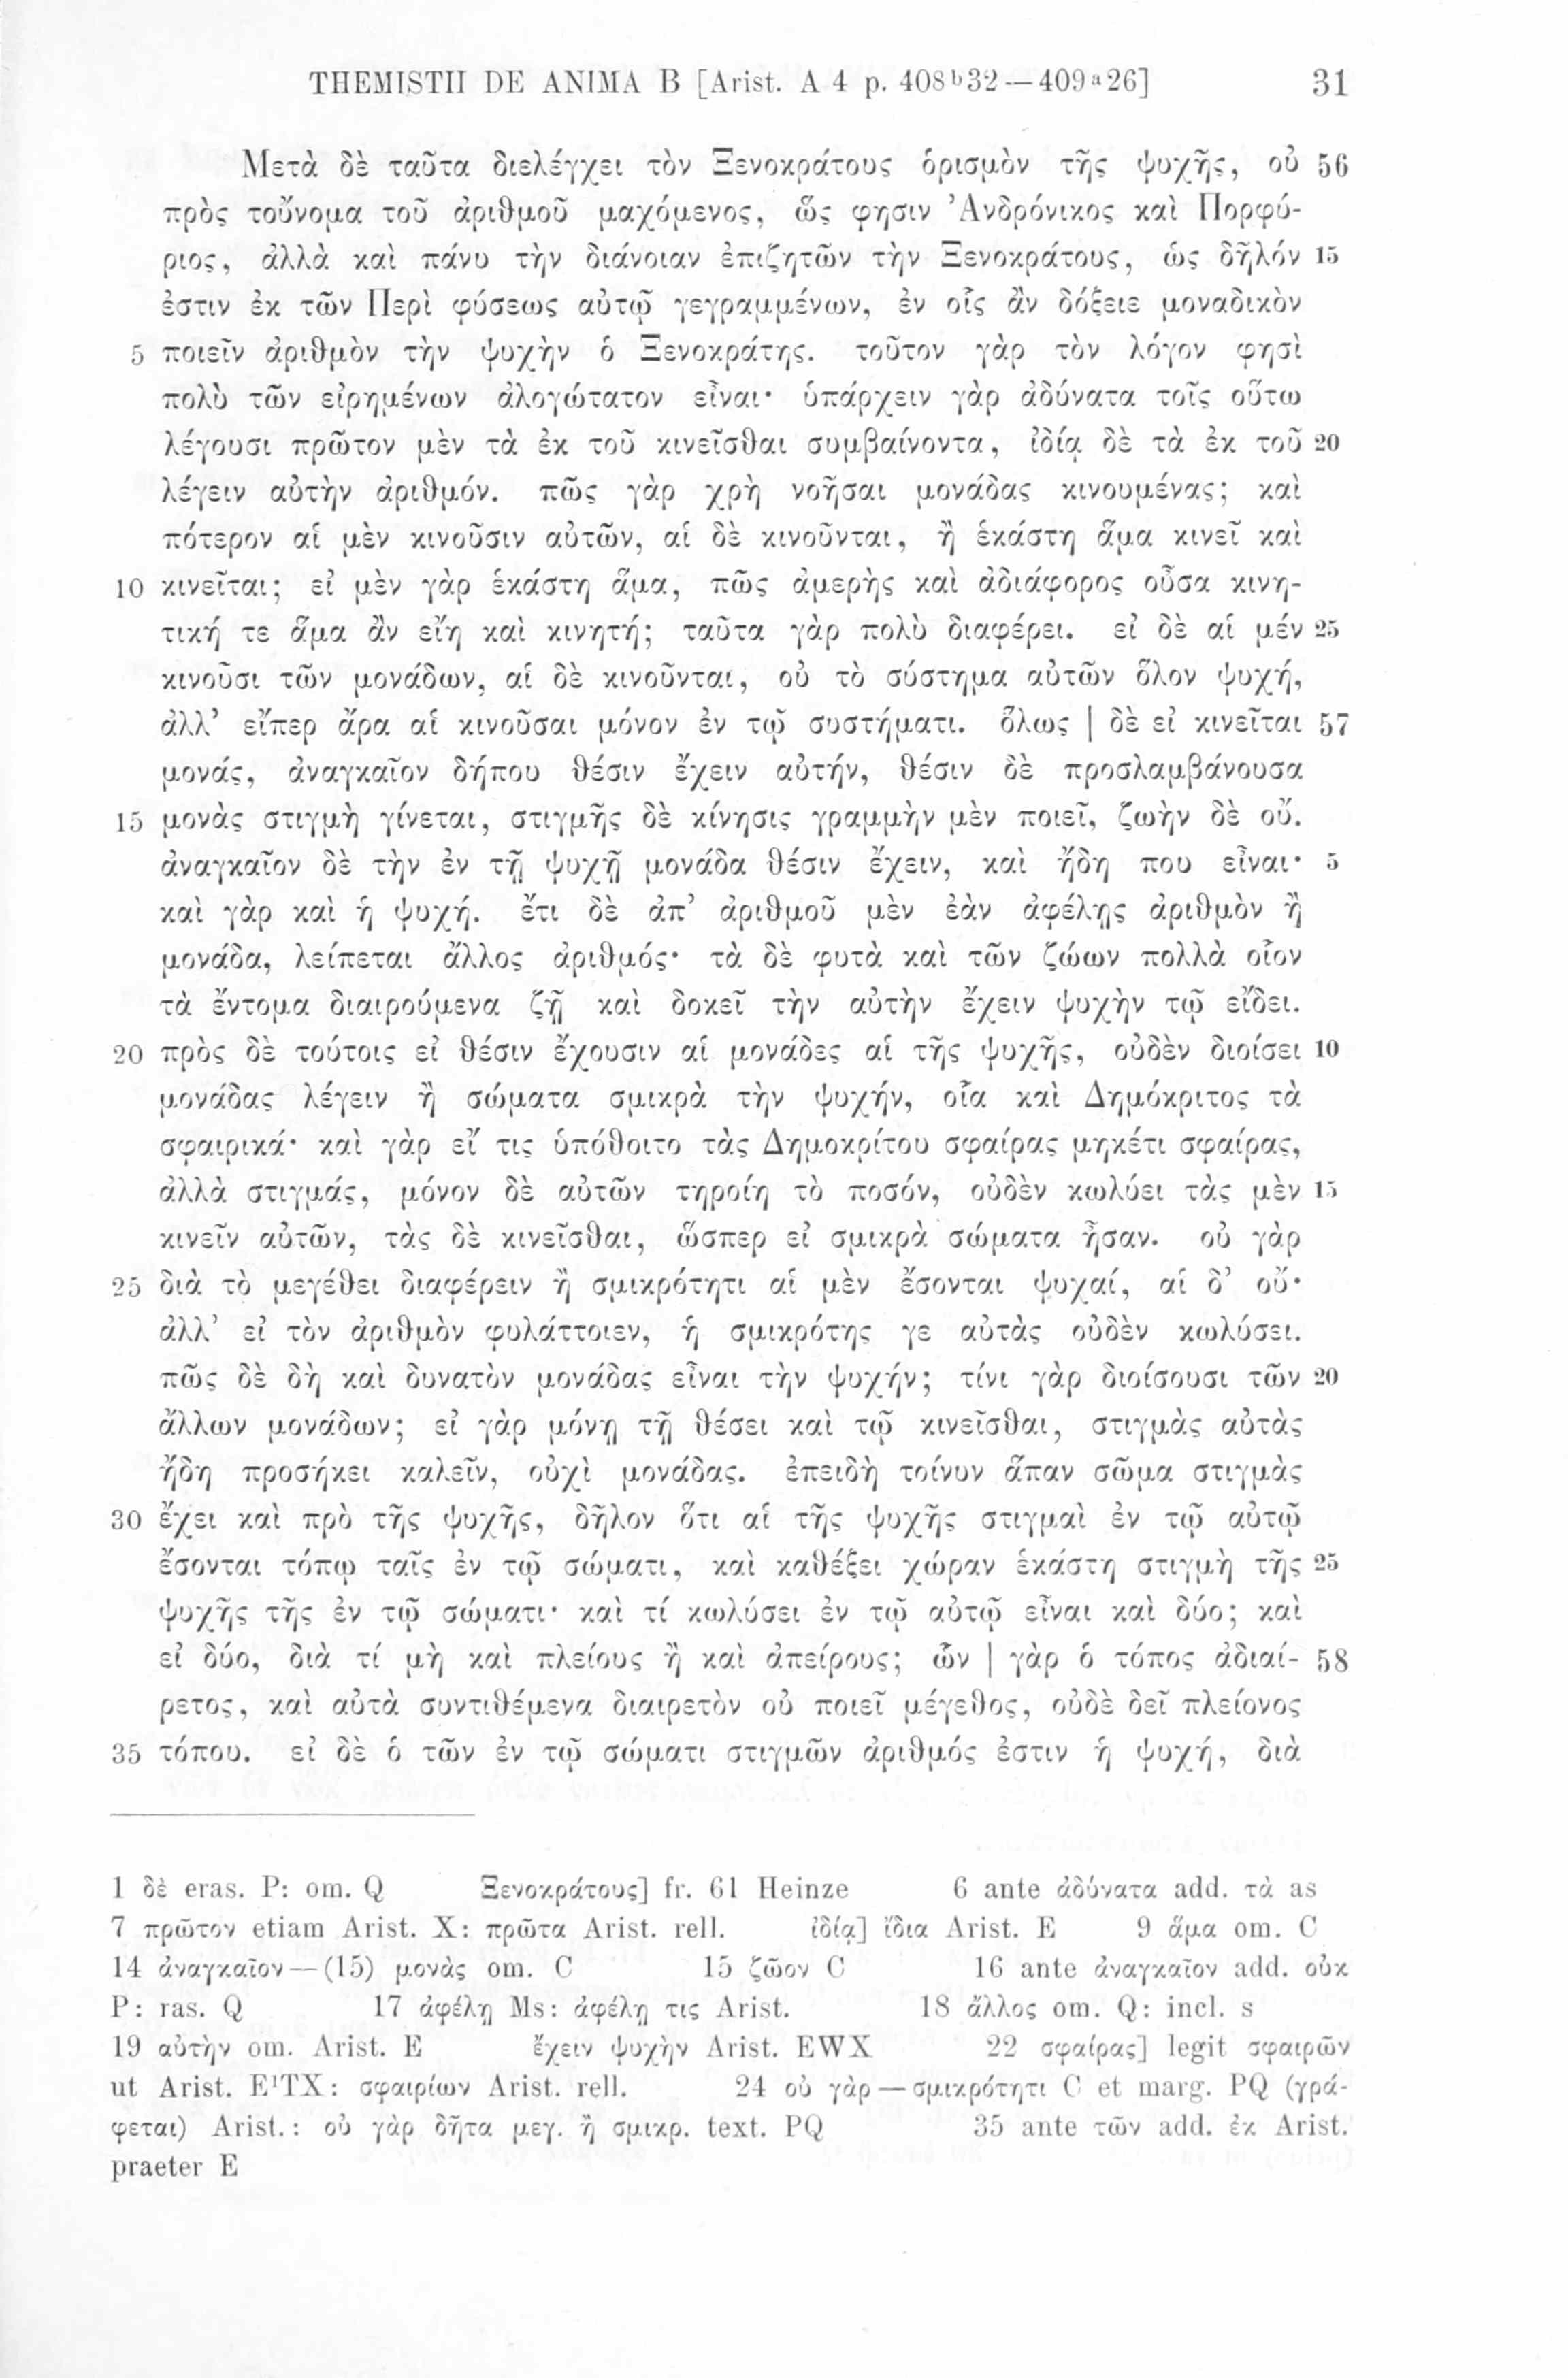 THEMISTII DE ANIMA B [Arist. A 4 p. 408ᵇ32—409ᵃ26] 31
Μετὰ δὲ ταῦτα διελέγχει τὸν Ξενοκράτους ὁρισμὸν τῆς ψυχῆς, οὐ 56
πρὸς τοὔνομα τοῦ ἀριθμοῦ μαχόμενος, ὥς φησιν Ἀνδρόνικος καὶ Πορφύ-
ριος, ἀλλὰ καὶ πάνυ τὴν διάνοιαν ἐπιζητῶν τὴν Ξενοκράτους, ὡς δῆλόν 15
ἐστιν ἐκ τῶν Περὶ φύσεως αὐτῷ γεγραμμένων, ἐν οἷς ἂν δόξειε μοναδικὸν
5 ποιεῖν ἀριθμὸν τὴν ψυχὴν ὁ Ξενοκράτης. τοῦτον γὰρ τὸν λόγον φησὶ
πολὺ τῶν εἰρημένων ἀλογώτατον εἶναι· ὑπάρχειν γὰρ ἀδύνατα τοῖς οὕτω
λέγουσι πρῶτον μὲν τὰ ἐκ τοῦ κινεῖσθαι συμβαίνοντα, ἰδίᾳ δὲ τὰ ἐκ τοῦ 20
λέγειν αὐτὴν ἀριθμόν. πῶς γὰρ χρὴ νοῆσαι μονάδας κινουμένας; καὶ
πότερον αἱ μὲν κινοῦσιν αὐτῶν, αἱ δὲ κινοῦνται, ἢ ἑκάστη ἅμα κινεῖ καὶ
10 κινεῖται; εἰ μὲν γὰρ ἑκάστη ἅμα, πῶς ἀμερὴς καὶ ἀδιάφορος οὖσα κινη-
τική τε ἅμα ἂν εἴη καὶ κινητή; ταῦτα γὰρ πολὺ διαφέρει. εἰ δὲ αἱ μέν 25
κινοῦσι τῶν μονάδων, αἱ δὲ κινοῦνται, οὐ τὸ σύστημα αὐτῶν ὅλον ψυχή,
ἀλλ’ εἴπερ ἄρα αἱ κινοῦσαι μόνον ἐν τῷ συστήματι. ὅλως | δὲ εἰ κινεῖται 57
μονάς, ἀναγκαῖον δήπου θέσιν ἔχειν αὐτήν, θέσιν δὲ προσλαμβάνουσα
15 μονὰς στιγμὴ γίνεται, στιγμῆς δὲ κίνησις γραμμὴν μὲν ποιεῖ, ζωὴν δὲ οὔ.
ἀναγκαῖον δὲ τὴν ἐν τῇ ψυχῇ μονάδα θέσιν ἔχειν, καὶ ἤδη που εἶναι· 5
καὶ γὰρ καὶ ἡ ψυχή. ἔτι δὲ ἀπ’ ἀριθμοῦ μὲν ἐὰν ἀφέλῃς ἀριθμὸν ἢ
μονάδα, λείπεται ἄλλος ἀριθμός· τὰ δὲ φυτὰ καὶ τῶν ζώων πολλὰ οἷον
τὰ ἔντομα διαιρούμενα ζῇ καὶ δοκεῖ τὴν αὐτὴν ἔχειν ψυχὴν τῷ εἴδει.
20 πρὸς δὲ τούτοις εἰ θέσιν ἔχουσιν αἱ μονάδες αἱ τῆς ψυχῆς, οὐδὲν διοίσει 10
μονάδας λέγειν ἢ σώματα σμικρὰ τὴν ψυχήν, οἷα καὶ Δημόκριτος τὰ
σφαιρικά· καὶ γὰρ εἴ τις ὑπόθοιτο τὰς Δημοκρίτου σφαίρας μηκέτι σφαίρας,
ἀλλὰ στιγμάς, μόνον δὲ αὐτῶν τηροίη τὸ ποσόν, οὐδὲν κωλύει τὰς μὲν 15
κινεῖν αὐτῶν, τὰς δὲ κινεῖσθαι, ὥσπερ εἰ σμικρὰ σώματα ἦσαν. οὐ γὰρ
25 διὰ τὸ μεγέθει διαφέρειν ἢ σμικρότητι αἱ μὲν ἔσονται ψυχαί, αἱ δ’ οὔ·
ἀλλ’ εἰ τὸν ἀριθμὸν φυλάττοιεν, ἡ σμικρότης γε αὐτὰς οὐδὲν κωλύσει.
πῶς δὲ δὴ καὶ δυνατὸν μονάδας εἶναι τὴν ψυχήν; τίνι γὰρ διοίσουσι τῶν 20
ἄλλων μονάδων; εἰ γὰρ μόνῃ τῇ θέσει καὶ τῷ κινεῖσθαι, στιγμὰς αὐτὰς
ἤδη προσήκει καλεῖν, οὐχὶ μονάδας. ἐπειδὴ τοίνυν ἅπαν σῶμα στιγμὰς
30 ἔχει καὶ πρὸ τῆς ψυχῆς, δῆλον ὅτι αἱ τῆς ψυχῆς στιγμαὶ ἐν τῷ αὐτῷ
ἔσονται τόπῳ ταῖς ἐν τῷ σώματι, καὶ καθέξει χώραν ἑκάστη στιγμὴ τῆς 25
ψυχῆς τῆς ἐν τῷ σώματι· καὶ τί κωλύσει ἐν τῷ αὐτῷ εἶναι καὶ δύο; καὶ
εἰ δύο, διὰ τί μὴ καὶ πλείους ἢ καὶ ἀπείρους; ὧν | γὰρ ὁ τόπος ἀδιαί- 58
ρετος, καὶ αὐτὰ συντιθέμενα διαιρετὸν οὐ ποιεῖ μέγεθος, οὐδὲ δεῖ πλείονος
35 τόπου. εἰ δὲ ὁ τῶν ἐν τῷ σώματι στιγμῶν ἀριθμός ἐστιν ἡ ψυχή, διὰ
1 δὲ eras. P: om. Q Ξενοκράτους] fr. 61 Heinze 6 ante ἀδύνατα add. τὰ as
7 πρῶτον etiam Arist. X: πρῶτα Arist. rell. ἰδίᾳ] ἴδια Arist. E 9 ἅμα om. C
14 ἀναγκαῖον—(15) μονὰς om. C 15 ζῶον C 16 ante ἀναγκαῖον add. οὐκ
P: ras. Q 17 ἀφέλῃ Ms: ἀφέλῃ τις Arist. 18 ἄλλος om. Q: incl. s
19 αὐτὴν om. Arist. E ἔχειν ψυχὴν Arist. EWX 22 σφαίρας] legit σφαιρῶν
ut Arist. E¹TX: σφαιρίων Arist. rell. 24 οὐ γὰρ—σμικρότητι C et marg. PQ (γρά-
φεται) Arist.: οὐ γὰρ δῆτα μεγ. ἢ σμικρ. text. PQ 35 ante τῶν add. ἐκ Arist.
praeter E